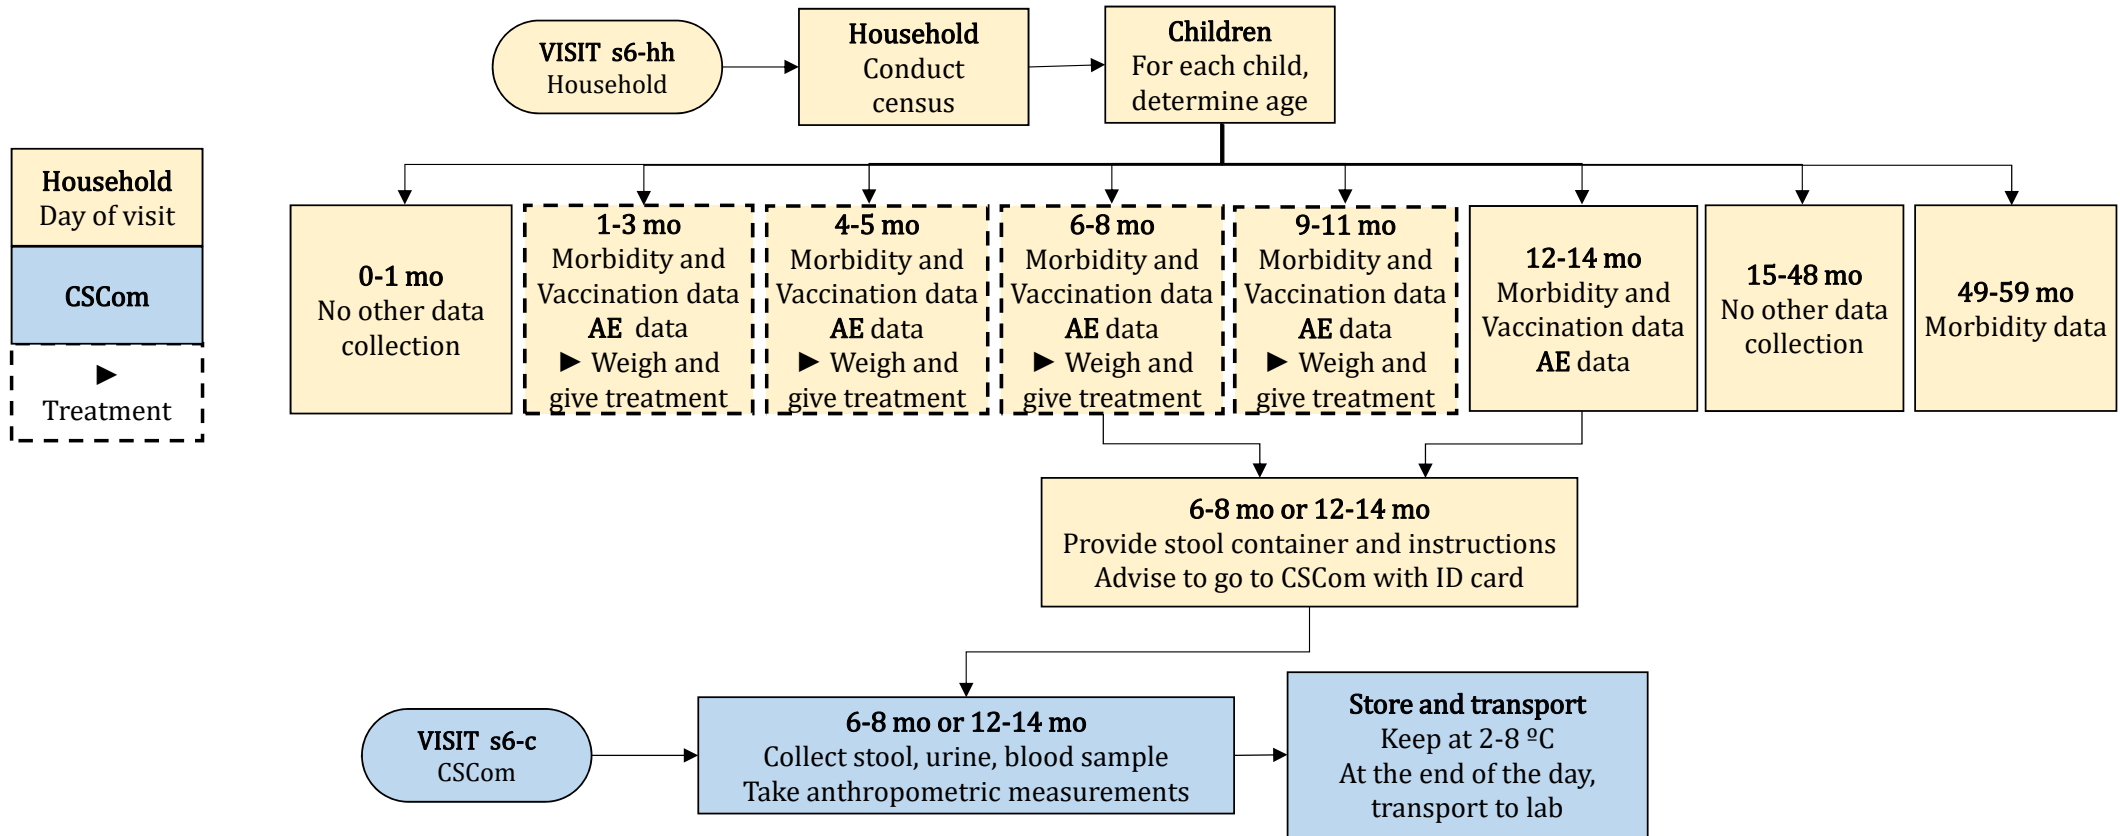 VISIT s6-hh
Household
Household
Conduct
census
Children
For each child,
determine age
Household
Day of visit
CSCom
►
Treatment
0-1 mo
No other data
collection
1-3 mo
Morbidity and
Vaccination data
AE data
► Weigh and
give treatment
4-5 mo
Morbidity and
Vaccination data
AE data
► Weigh and
give treatment
6-8 mo
Morbidity and
Vaccination data
AE data
► Weigh and
give treatment
9-11 mo
Morbidity and
Vaccination data
AE data
► Weigh and
give treatment
12-14 mo
Morbidity and
Vaccination data
AE data
15-48 mo
No other data
collection
49-59 mo
Morbidity data
6-8 mo or 12-14 mo
Provide stool container and instructions
Advise to go to CSCom with ID card
VISIT s6-c
CSCom
6-8 mo or 12-14 mo
Collect stool, urine, blood sample
Take anthropometric measurements
Store and transport
Keep at 2-8 ºC
At the end of the day,
transport to lab